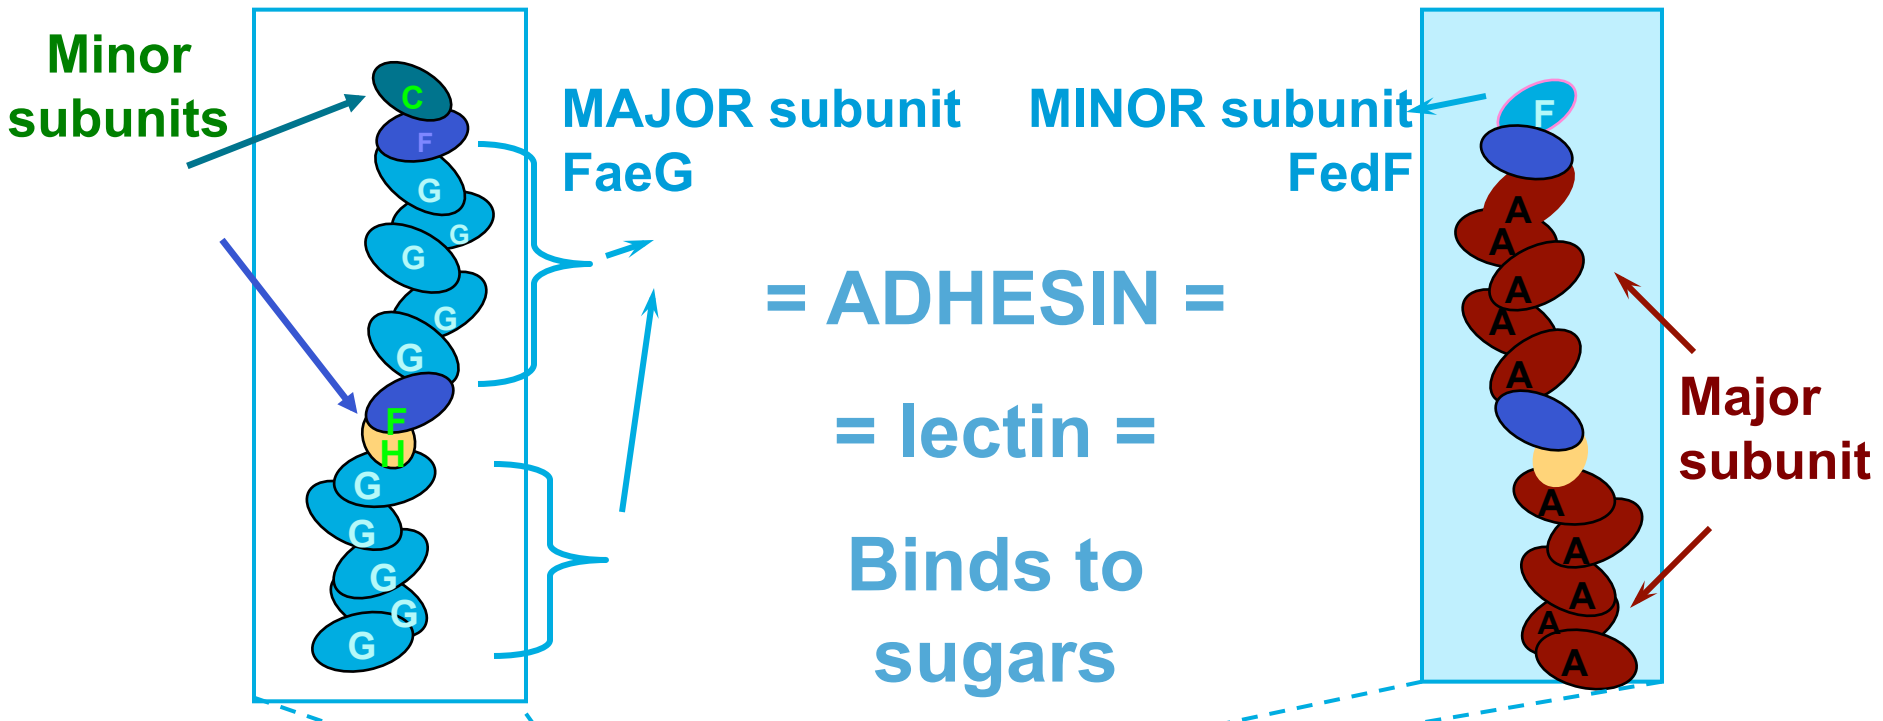 Minor
subunits
C
F
G
G
G
G
G
F
H
G
G
G
G
G
MAJOR subunit
FaeG
MINOR subunit
FedF
= ADHESIN =
= lectin =
Binds to
sugars
F
A
A
A
A
A
A
A
A
A
A
Major
subunit